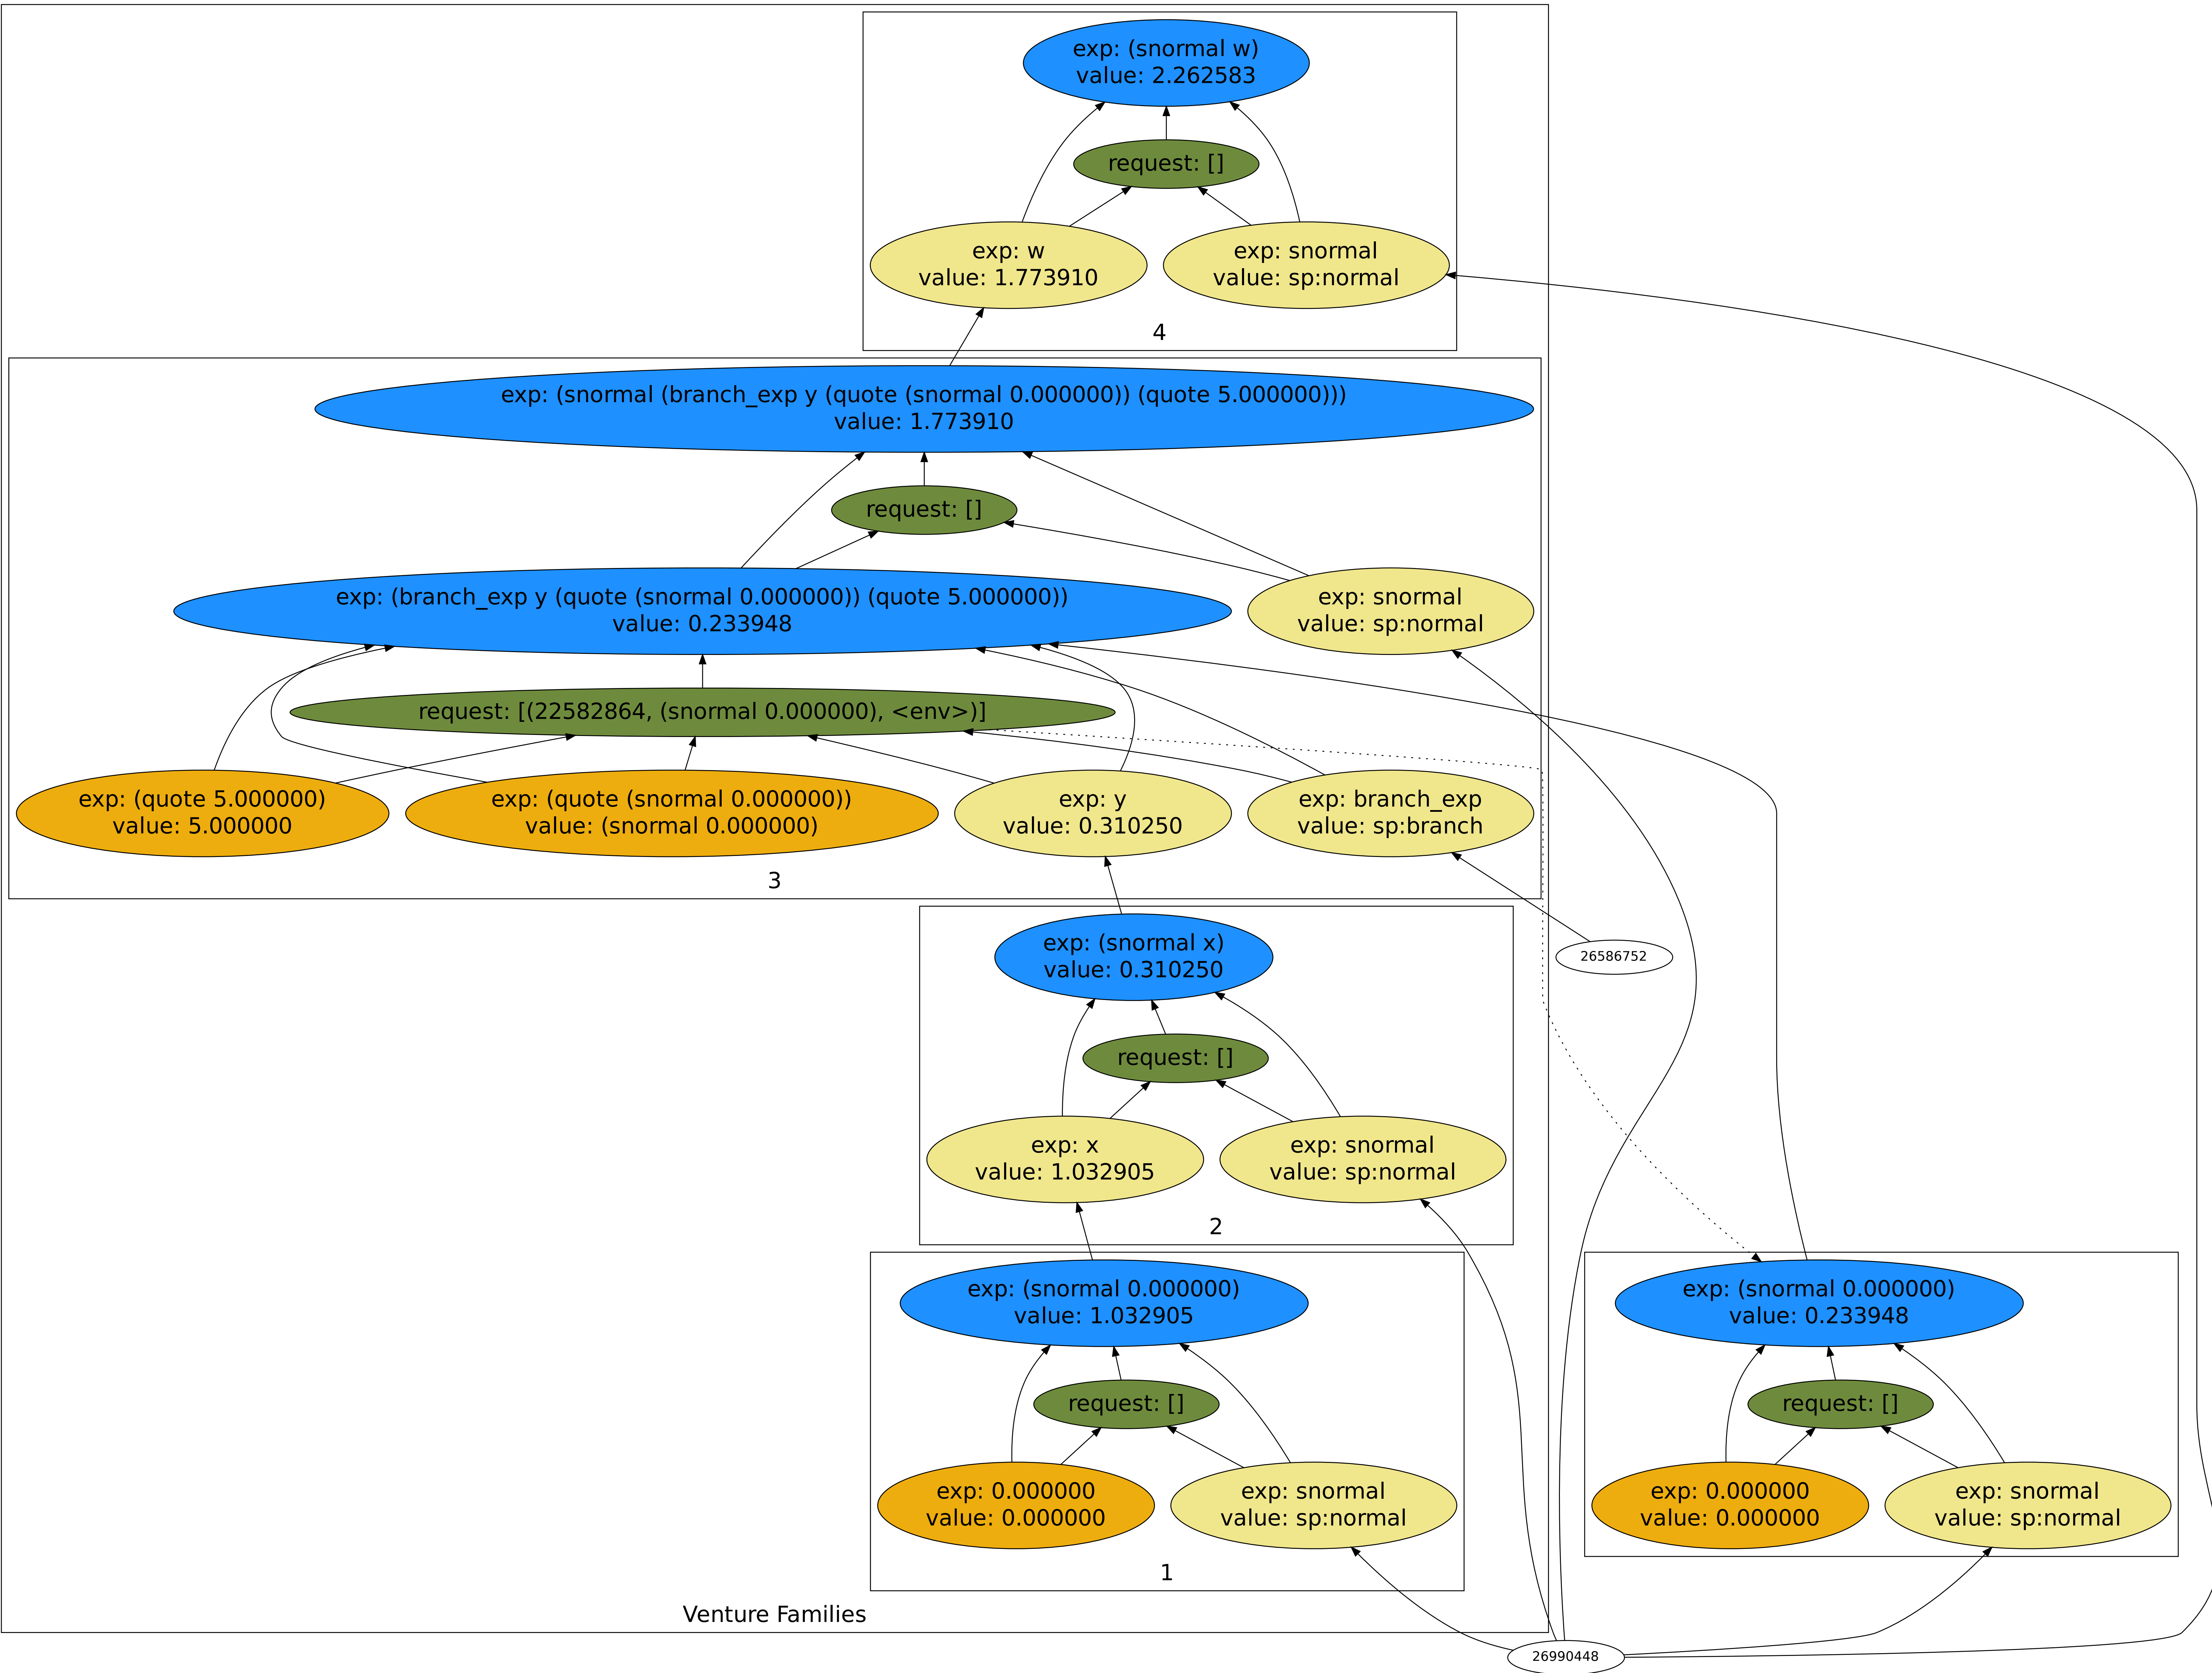 exp: (snormal w)
value: 2.262583
request: []
exp: w
value: 1.773910
exp: snormal
value: sp:normal
4
exp: (snormal (branch_exp y (quote (snormal 0.000000)) (quote 5.000000)))
value: 1.773910
request: []
exp: (branch_exp y (quote (snormal 0.000000)) (quote 5.000000))
value: 0.233948
exp: snormal
value: sp:normal
request: [(22582864, (snormal 0.000000), <env>)]
exp: (quote 5.000000)
value: 5.000000
exp: (quote (snormal 0.000000))
value: (snormal 0.000000)
exp: y
value: 0.310250
exp: branch_exp
value: sp:branch
3
exp: (snormal x)
value: 0.310250
26586752
request: []
exp: x
value: 1.032905
exp: snormal
value: sp:normal
2
exp: (snormal 0.000000)
value: 1.032905
request: []
exp: 0.000000
value: 0.000000
exp: snormal
value: sp:normal
1
exp: (snormal 0.000000)
value: 0.233948
request: []
exp: 0.000000
value: 0.000000
exp: snormal
value: sp:normal
Venture Families
26990448